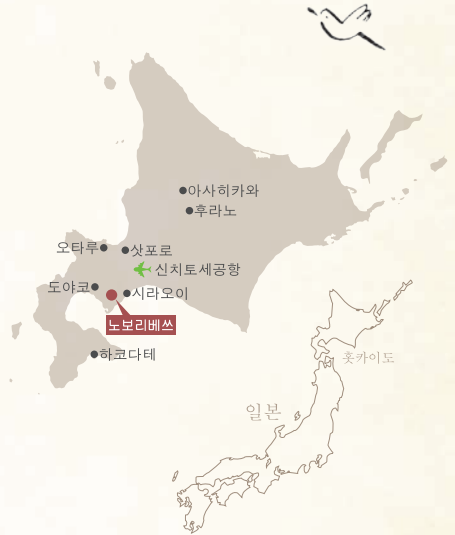 아사히카와
후라노
오타루
삿포로
신치토세공항
도야코
시라오이
노보리베쓰
하코다테
홋카이도
일본